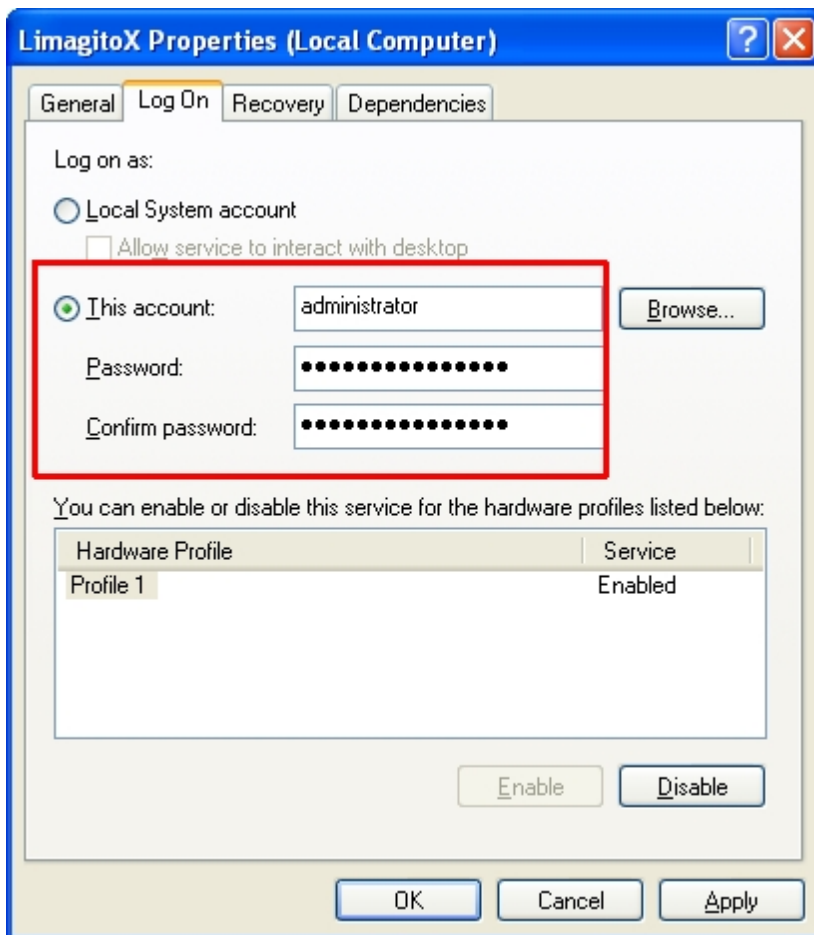 LimagitoX Properties (Local Computer)
General Log On Recovery Dependencies
Log on as:
Local System account
Allow service to interact with desktop
This account: administrator Browse...
Password: ●●●●●●●●●●●●●●●
Confirm password: ●●●●●●●●●●●●●●●
You can enable or disable this service for the hardware profiles listed below:
Hardware Profile Service
Profile 1 Enabled
Enable Disable
OK Cancel Apply